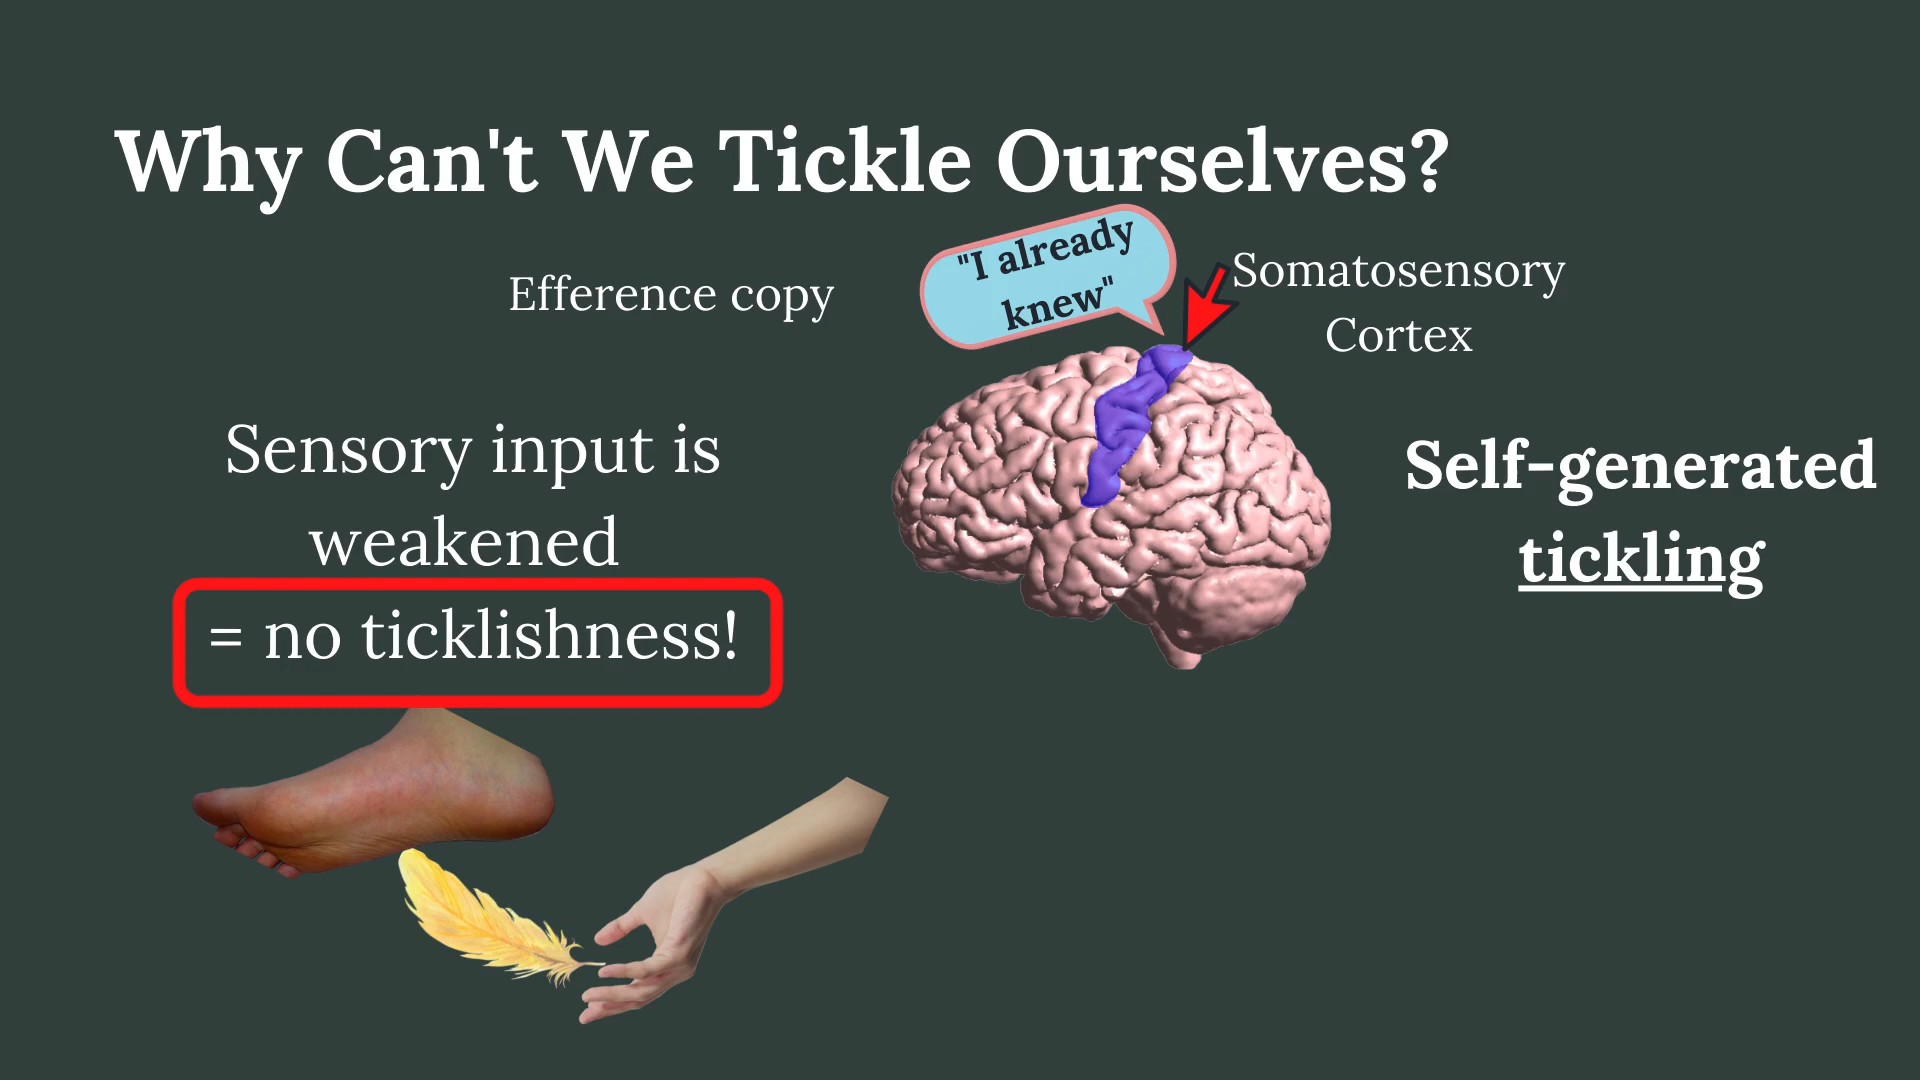 Why Can't We Tickle Ourselves?
Efference copy
"I already
knew"
Somatosensory
Cortex
Sensory input is
weakened
= no ticklishness!
Self-generated
tickling